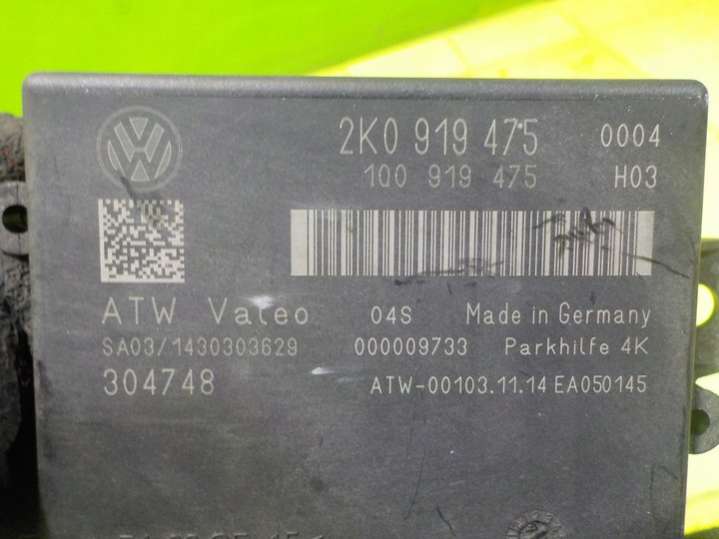 2K0 919 475 0004
1Q0 919 475 H03
ATW Valeo 04S Made in Germany
SA03/1430303629 000009733 Parkhilfe 4K
304748 ATW-00103.11.14 EA050145